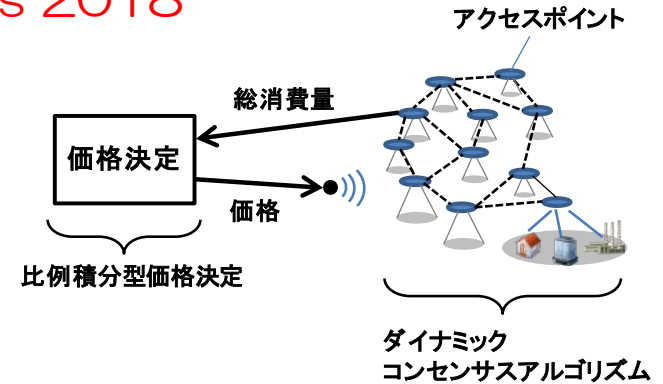 s 2018
アクセスポイント
総消費量
価格決定
価格
比例積分型価格決定
ダイナミック
コンセンサスアルゴリズム